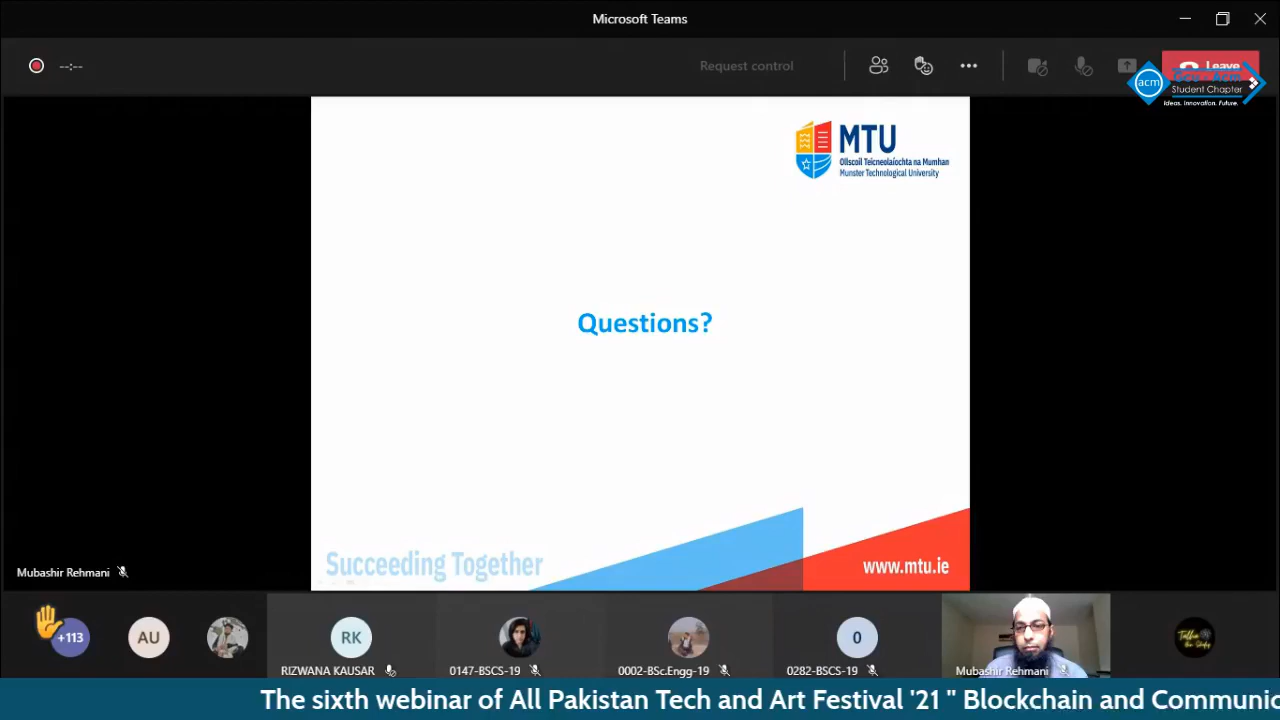 Microsoft Teams
--:--
Request control
Leave
acm
Student Chapter
Ideas. Innovation. Future.
MTU
Ollscoil Teicneolaíochta na Mumhan
Munster Technological University
Questions?
Succeeding Together
www.mtu.ie
Mubashir Rehmani
+113
AU
RK
0
RIZWANA KAUSAR
0147-BSCS-19
0002-BSc.Engg-19
0282-BSCS-19
Mubashir Rehmani
The sixth webinar of All Pakistan Tech and Art Festival '21 " Blockchain and Communic